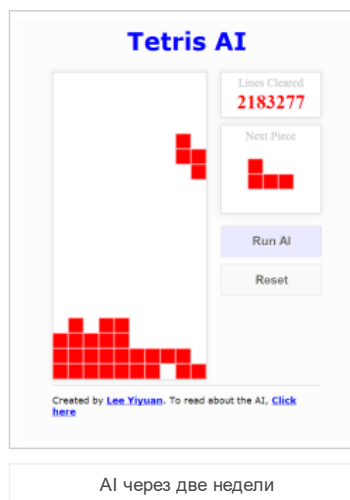 Tetris AI
Lines Cleared
2183277
Next Piece
Run AI
Reset
Created by Lee Yiyuan. To read about the AI, Click
here
AI через две недели